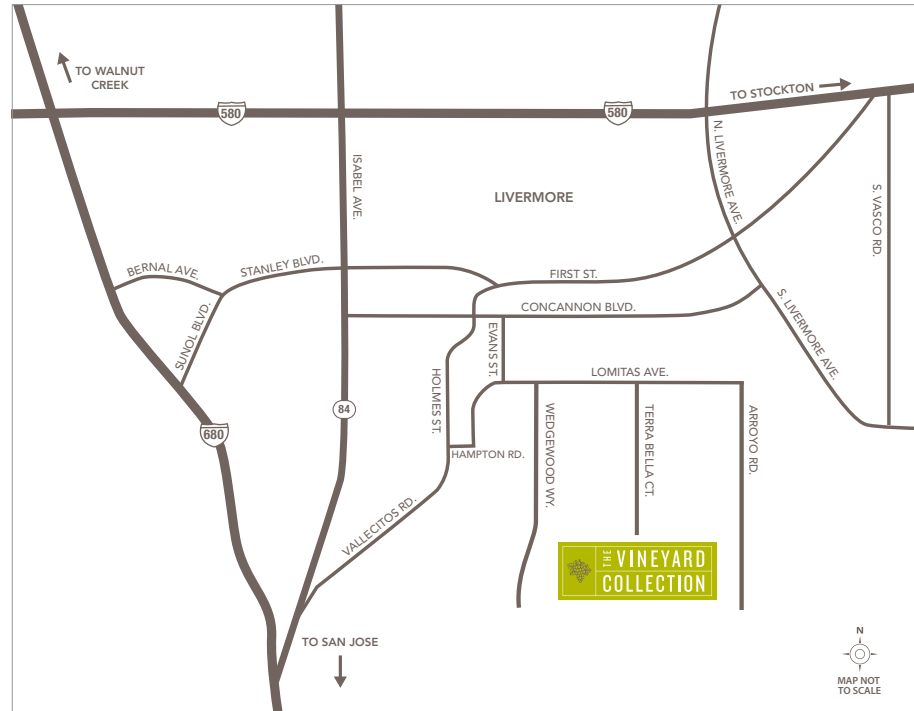 TO WALNUT
CREEK
580
580
TO STOCKTON
ISABEL AVE.
N. LIVERMORE AVE.
S. VASCO RD.
LIVERMORE
BERNAL AVE.
STANLEY BLVD.
FIRST ST.
SUNOL BLVD.
CONCANNON BLVD.
S. LIVERMORE AVE.
EVANS ST.
HOLMES ST.
LOMITAS AVE.
84
680
WEDGEWOOD WY.
TERRA BELLA CT.
ARROYO RD.
HAMPTON RD.
VALLECITOS RD.
THE VINEYARD
COLLECTION
TO SAN JOSE
N
MAP NOT
TO SCALE